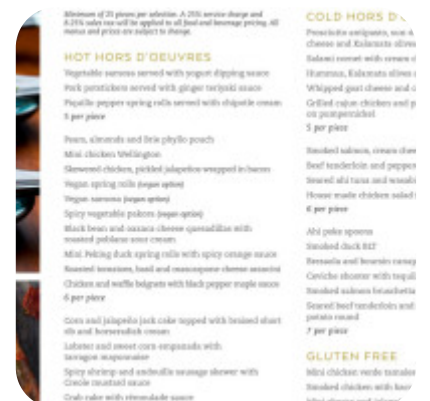 Minimum of 25 pieces per selection. A 25% service charge and
8.25% sales tax will be applied to all food and beverage pricing. All
menus and prices are subject to change.
HOT HORS D'OEUVRES
Vegetable samosa served with yogurt dipping sauce
Pork potstickers served with ginger teriyaki sauce
Piquillo pepper spring rolls served with chipotle cream
5 per piece
Pears, almonds and Brie phyllo pouch
Mini chicken Wellington
Skewered chicken, pickled jalapeño wrapped in bacon
Vegan spring rolls (vegan option)
Vegan samosa (vegan option)
Spicy vegetable pakora (vegan option)
Black bean and oaxaca cheese quesadillas with
roasted poblano sour cream
Mini Peking duck spring rolls with spicy orange sauce
Roasted tomatoes, basil and mascarpone cheese arancini
Chicken and waffle beignets with black pepper maple sauce
6 per piece
Corn and jalapeño jack cake topped with braised short
rib and horseradish cream
Lobster and sweet corn empanada with
tarragon mayonnaise
Spicy shrimp and andouille sausage skewer with
Creole mustard sauce
Crab cake with rémoulade sauce
COLD HORS D
Prosciutto antipasto, sun
cheese and Kalamata olives
Salami cornet with cream
Hummus, Kalamata olives
Whipped goat cheese and
Grilled cajun chicken and
on pumpernickel
5 per piece
Smoked salmon, cream
Beef tenderloin and
Seared ahi tuna and
House made chicken salad
6 per piece
Ahi poke spoons
Smoked duck BLT
Bresaola and boursin
Ceviche shooter with
Smoked salmon bruschetta
Seared beef tenderloin and
potato round
7 per piece
GLUTEN FREE
Mini chicken verde
Smoked chicken with